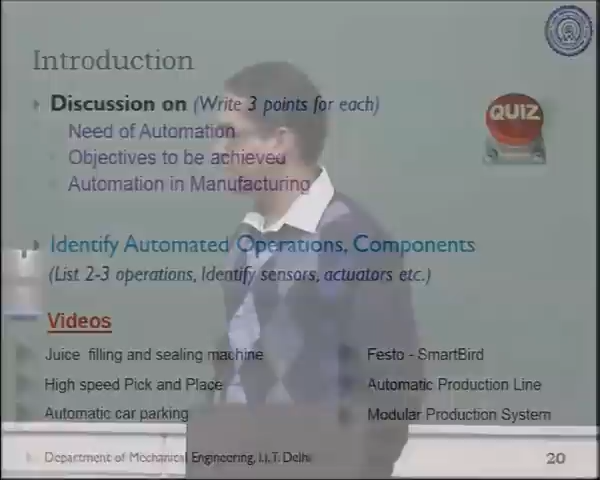 Introduction
Discussion on (Write 3 points for each)
Need of Automation
Objectives to be achieved
Automation in Manufacturing
QUIZ
Identify Automated Operations, Components
(List 2-3 operations, Identify sensors, actuators etc.)
Videos
Juice filling and sealing machine
High speed Pick and Place
Automatic car parking
Festo - SmartBird
Automatic Production Line
Modular Production System
Department of Mechanical Engineering, I.I.T. Delhi
20